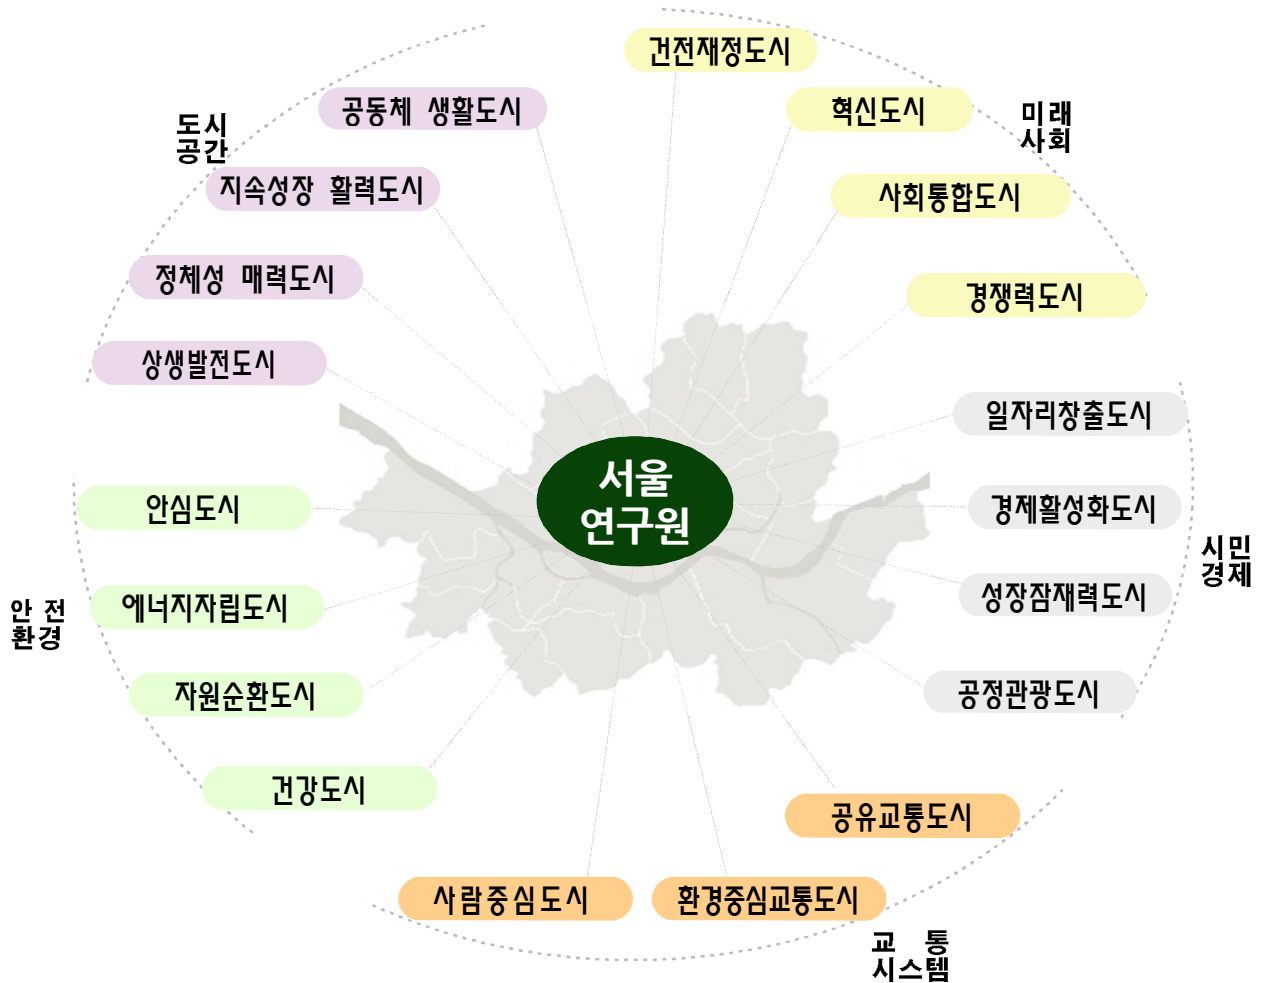 건전재정도시
공동체 생활도시
혁신도시
미래
사회
도시
공간
지속성장 활력도시
사회통합도시
정체성 매력도시
경쟁력도시
상생발전도시
일자리창출도시
서울
연구원
안심도시
경제활성화도시
시민
경제
에너지자립도시
성장잠재력도시
안전
환경
자원순환도시
공정관광도시
건강도시
공유교통도시
사람중심도시
환경중심교통도시
교 통
시스템